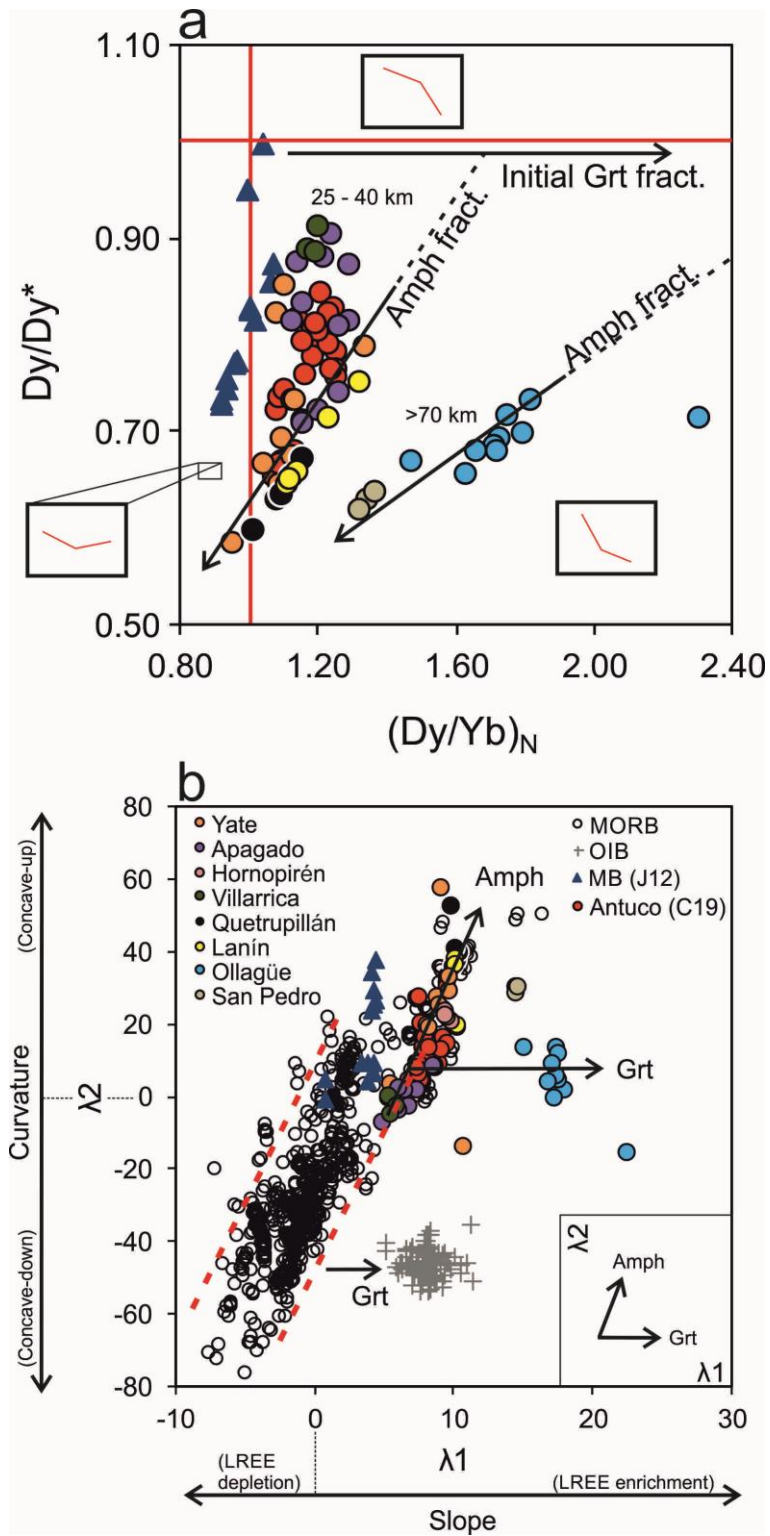 a
1.10
1.00
0.90
0.70
0.50
Dy/Dy*
Initial Grt fract.
25 - 40 km
Amph fract.
Amph fract.
>70 km
0.80
1.20
1.60
2.00
2.40
(Dy/Yb)N
b
80
60
40
20
0
-20
-40
-60
-80
Curvature
(Concave-up)
(Concave-down)
λ2
Yate
Apagado
Hornopirén
Villarrica
Quetrupillán
Lanín
Ollagüe
San Pedro
MORB
OIB
MB (J12)
Antuco (C19)
Amph
Grt
Grt
λ2
Amph
Grt
λ1
-10
0
10
20
30
(LREE
depletion)
λ1
(LREE enrichment)
Slope